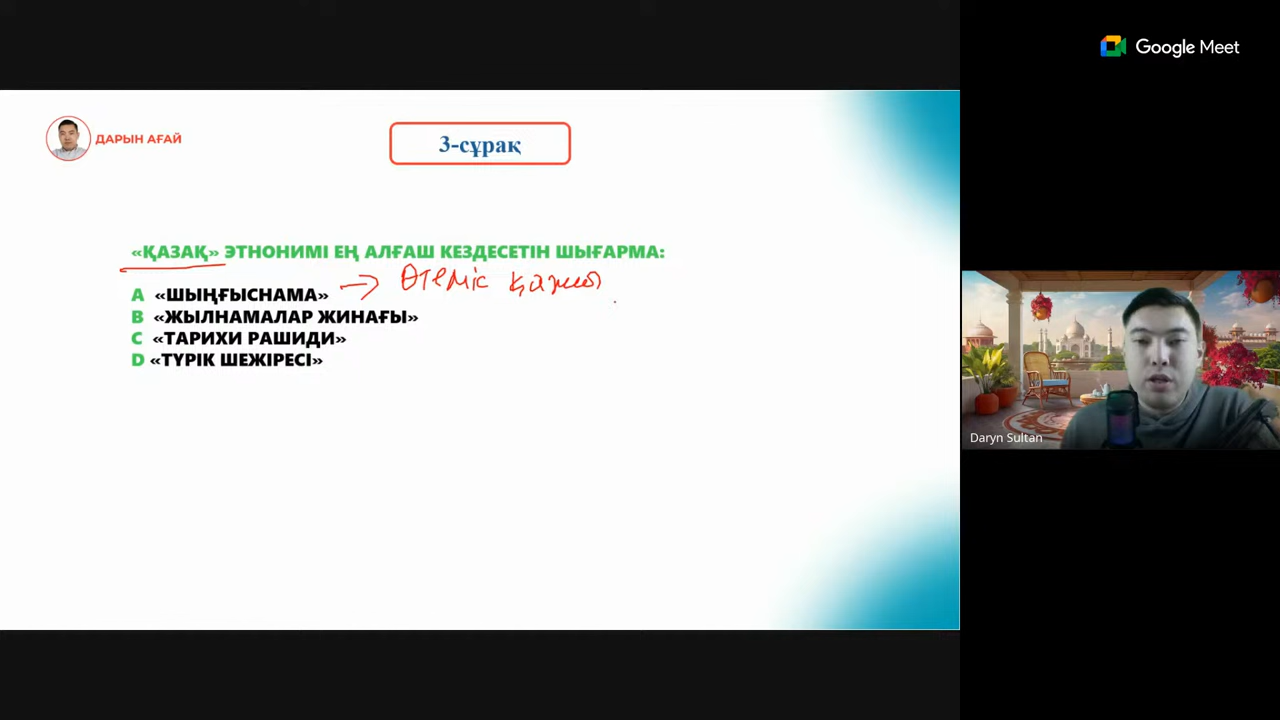 Google Meet
ДАРЫН АҒАЙ
3-сұрақ
«ҚАЗАҚ» ЭТНОНИМІ ЕҢ АЛҒАШ КЕЗДЕСЕТІН ШЫҒАРМА:
A «ШЫҢҒЫСНАМА» → Өтеміс қажы
B «ЖЫЛНАМАЛАР ЖИНАҒЫ»
C «ТАРИХИ РАШИДИ»
D «ТҮРІК ШЕЖІРЕСІ»
Daryn Sultan